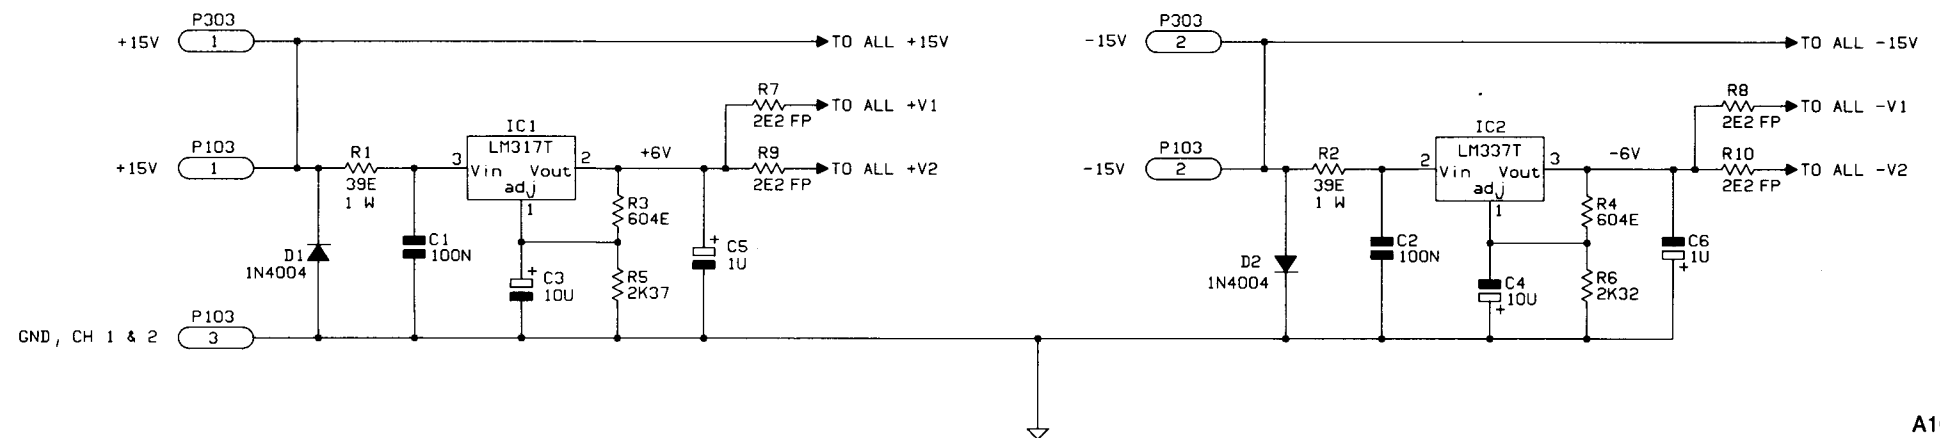 P303
+15V 1 TO ALL +15V
R7
TO ALL +V1
2E2 FP
IC1
LM317T
P103
+15V 1
R1
39E
1 W
3 Vin Vout 2
adj
1
+6V
R9
TO ALL +V2
2E2 FP
R3
604E
D1
1N4004
C1
100N
+
C3
10U
R5
2K37
+
C5
1U
P103
GND, CH 1 & 2 3
P303
-15V 2 TO ALL -15V
R8
TO ALL -V1
2E2 FP
IC2
LM337T
P103
-15V 2
R2
39E
1 W
2 Vin Vout 3
adj
1
-6V
R10
TO ALL -V2
2E2 FP
R4
604E
D2
1N4004
C2
100N
C4
10U
+
R6
2K32
C6
1U
+